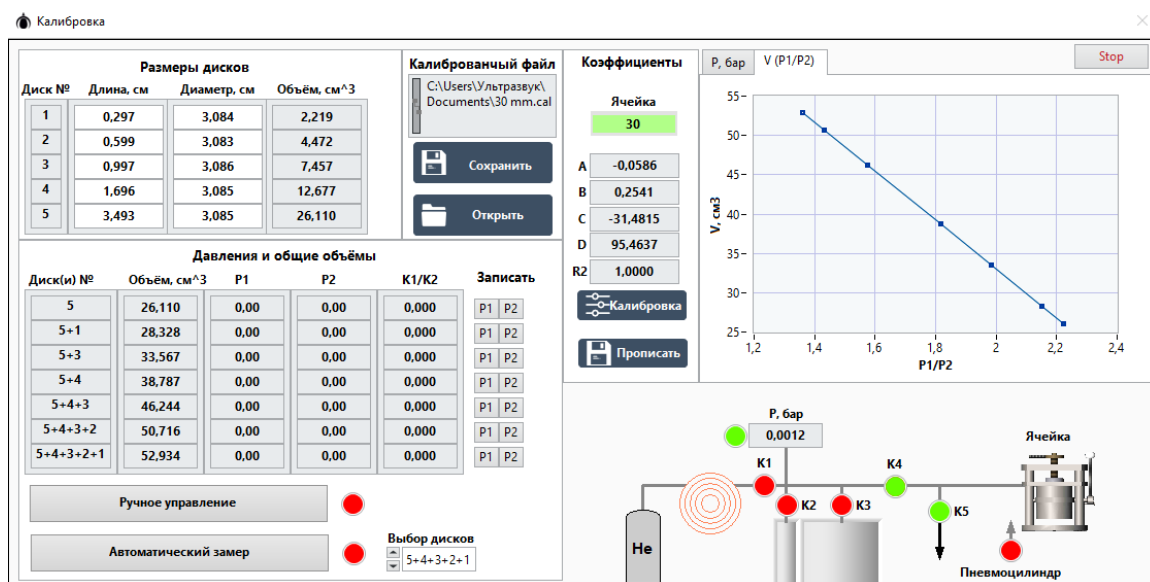 Калибровка
Размеры дисков
Диск № Длина, см Диаметр, см Объём, см^3
1 0,297 3,084 2,219
2 0,599 3,083 4,472
3 0,997 3,086 7,457
4 1,696 3,085 12,677
5 3,493 3,085 26,110
Калиброванчый файл
C:\Users\Ультразвук\
Documents\30 mm.cal
Сохранить
Открыть
Коэффициенты
Ячейка
30
A -0,0586
B 0,2541
C -31,4815
D 95,4637
R2 1,0000
Калибровка
Прописать
P, бар V (P1/P2)
Stop
V, см3
55
50
45
40
35
30
25
1,2 1,4 1,6 1,8 2 2,2 2,4
P1/P2
Давления и общие объёмы
Диск(и) № Объём, см^3 P1 P2 K1/K2 Записать
5 26,110 0,00 0,00 0,000 P1 P2
5+1 28,328 0,00 0,00 0,000 P1 P2
5+3 33,567 0,00 0,00 0,000 P1 P2
5+4 38,787 0,00 0,00 0,000 P1 P2
5+4+3 46,244 0,00 0,00 0,000 P1 P2
5+4+3+2 50,716 0,00 0,00 0,000 P1 P2
5+4+3+2+1 52,934 0,00 0,00 0,000 P1 P2
Ручное управление
Автоматический замер
Выбор дисков
5+4+3+2+1
P, бар
0,0012
K1
K2
K3
K4
K5
Ячейка
He
Пневмоцилиндр